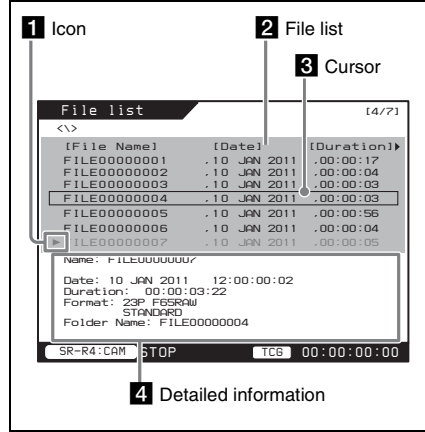 1 Icon
2 File list
3 Cursor
File list [4/7]
<\>
[File Name] [Date] [Duration]▶
FILE00000001 .10 JAN 2011 .00:00:17
FILE00000002 .10 JAN 2011 .00:00:04
FILE00000003 .10 JAN 2011 .00:00:03
FILE00000004 .10 JAN 2011 .00:00:03
FILE00000005 .10 JAN 2011 .00:00:56
FILE00000006 .10 JAN 2011 .00:00:04
▶ FILE00000007 .10 JAN 2011 .00:00:05
Name: FILE00000007
Date: 10 JAN 2011 12:00:00:02
Duration: 00:00:03:22
Format: 23P F65RAW
STANDARD
Folder Name: FILE00000004
SR-R4:CAM STOP TCG 00:00:00:00
4 Detailed information